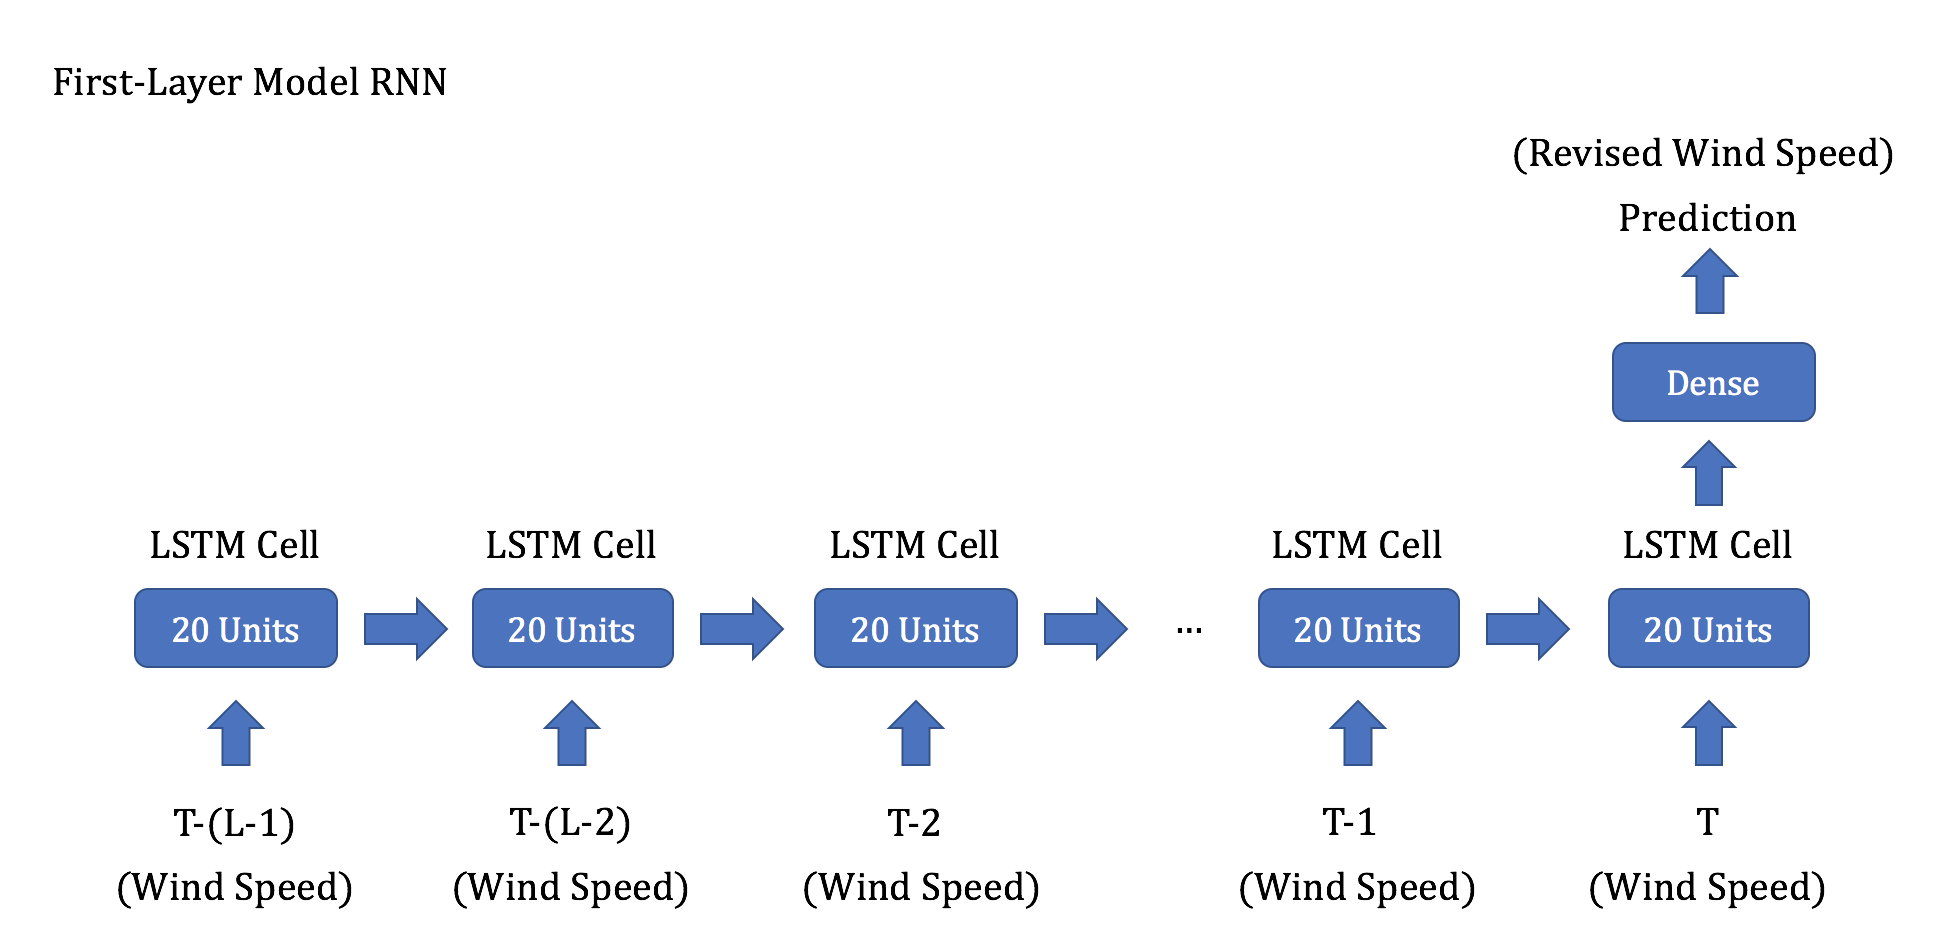 First-Layer Model RNN
(Revised Wind Speed)
Prediction
Dense
LSTM Cell LSTM Cell LSTM Cell LSTM Cell LSTM Cell
20 Units 20 Units 20 Units ... 20 Units 20 Units
T-(L-1) T-(L-2) T-2 T-1 T
(Wind Speed) (Wind Speed) (Wind Speed) (Wind Speed) (Wind Speed)